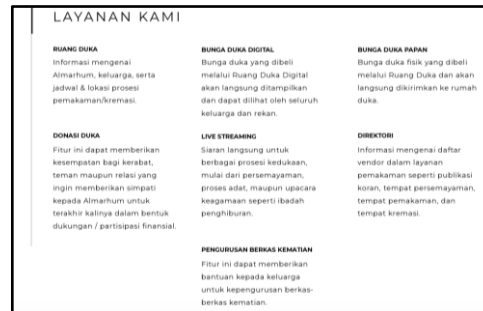 LAYANAN KAMI
RUANG DUKA
Informasi mengenai
Almarhum, keluarga, serta
jadwal & lokasi prosesi
pemakaman/kremasi.
BUNGA DUKA DIGITAL
Bunga duka yang dibeli
melalui Ruang Duka Digital
akan langsung ditampilkan
dan dapat dilihat oleh seluruh
keluarga dan rekan.
BUNGA DUKA PAPAN
Bunga duka fisik yang dibeli
melalui Ruang Duka dan akan
langsung dikirimkan ke rumah
duka.
DONASI DUKA
Fitur ini dapat memberikan
kesempatan bagi kerabat,
teman maupun relasi yang
ingin memberikan simpati
kepada Almarhum untuk
terakhir kalinya dalam bentuk
dukungan / partisipasi finansial.
LIVE STREAMING
Siaran langsung untuk
berbagai prosesi kedukaan,
mulai dari persemayaman,
proses adat, maupun upacara
keagamaan seperti ibadah
penghiburan.
DIREKTORI
Informasi mengenai daftar
vendor dalam layanan
pemakaman seperti publikasi
koran, tempat persemayaman,
tempat pemakaman, dan
tempat kremasi.
PENGURUSAN BERKAS KEMATIAN
Fitur ini dapat memberikan
bantuan kepada keluarga
untuk kepengurusan berkas-
berkas kematian.